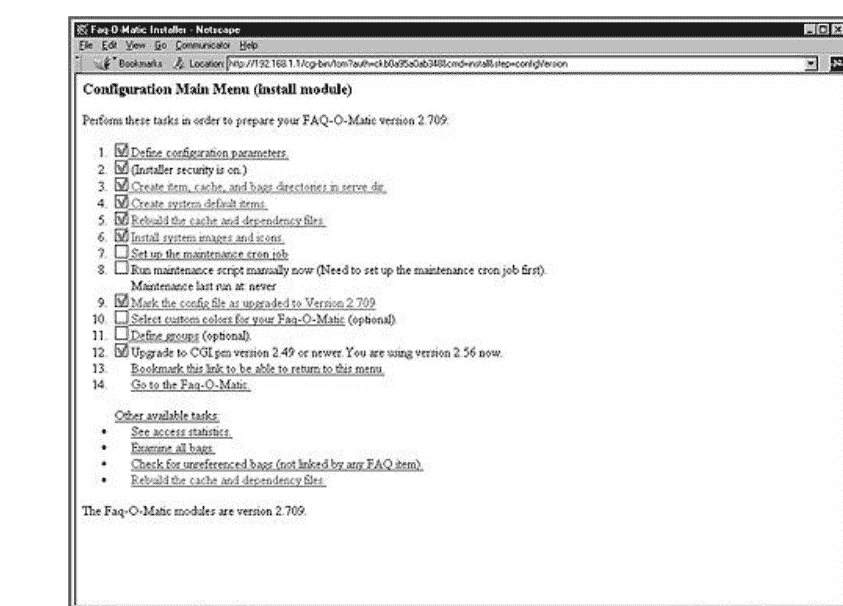 Faq-O-Matic Installer - Netscape
File Edit View Go Communicator Help
Bookmarks Location: http://192.168.1.1/cgi-bin/fom?auth=ckb0a95a0ab348&cmd=install&step=configVersion
Configuration Main Menu (install module)
Perform these tasks in order to prepare your FAQ-O-Matic version 2.709:
1. Define configuration parameters.
2. (Installer security is on.)
3. Create item, cache, and bags directories in serve dir.
4. Create system default items.
5. Rebuild the cache and dependency files.
6. Install system images and icons.
7. Set up the maintenance cron job
8. Run maintenance script manually now (Need to set up the maintenance cron job first).
Maintenance last run at: never
9. Mark the config file as upgraded to Version 2.709
10. Select custom colors for your Faq-O-Matic (optional).
11. Define groups (optional).
12. Upgrade to CGI.pm version 2.49 or newer. You are using version 2.56 now.
13. Bookmark this link to be able to return to this menu.
14. Go to the Faq-O-Matic.
Other available tasks:
• See access statistics.
• Examine all bags.
• Check for unreferenced bags (not linked by any FAQ item).
• Rebuild the cache and dependency files.
The Faq-O-Matic modules are version 2.709.